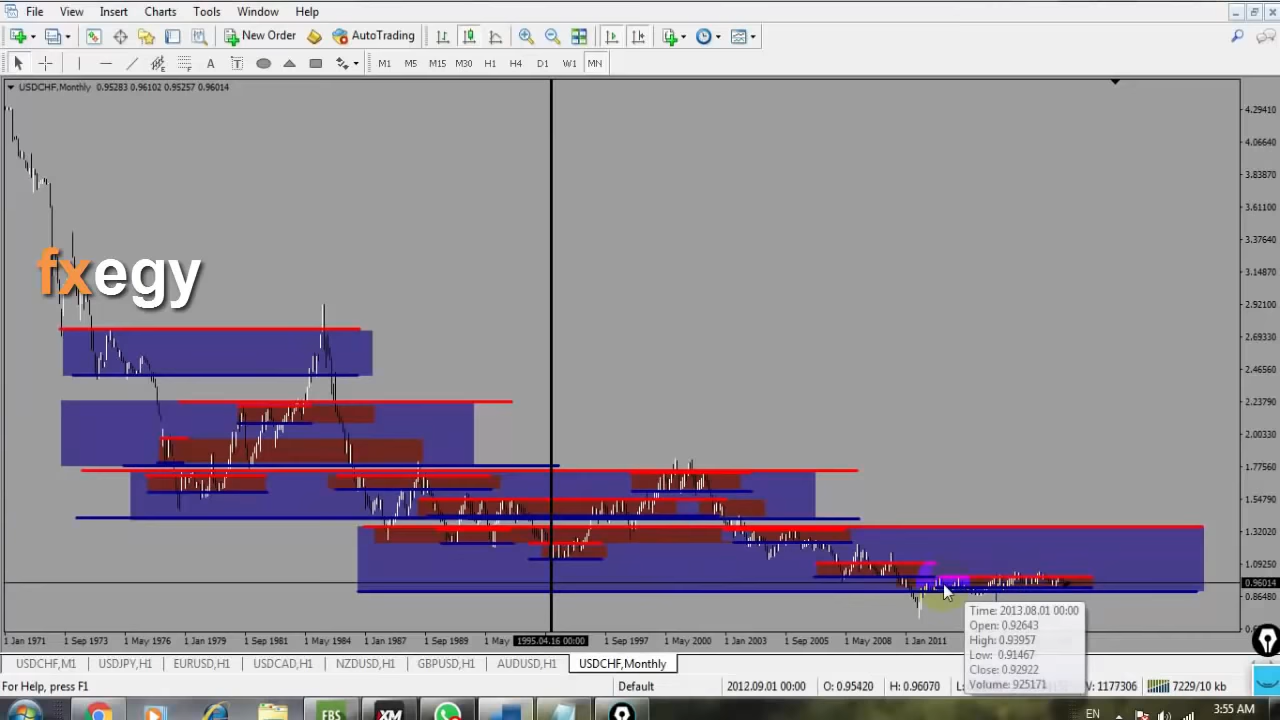 File View Insert Charts Tools Window Help
New Order AutoTrading
A T M1 M5 M15 M30 H1 H4 D1 W1 MN
USDCHF,Monthly 0.95283 0.96102 0.95257 0.96014
4.29410
4.06640
3.83870
3.61100
3.37640
3.14870
2.92100
2.69330
2.46560
2.23790
2.00330
1.77560
1.54790
1.32020
1.09250
0.96014
0.86480
fxegy
Time: 2013.08.01 00:00
Open: 0.92643
High: 0.93957
Low: 0.91467
Close: 0.92922
Volume: 925171
1 Jan 1971 1 Sep 1973 1 May 1976 1 Jan 1979 1 Sep 1981 1 May 1984 1 Jan 1987 1 Sep 1989 1 May 1995.04.16 00:00 1 Sep 1997 1 May 2000 1 Jan 2003 1 Sep 2005 1 May 2008 1 Jan 2011
USDCHF,M1 USDJPY,H1 EURUSD,H1 USDCAD,H1 NZDUSD,H1 GBPUSD,H1 AUDUSD,H1 USDCHF,Monthly
For Help, press F1 Default 2012.09.01 00:00 O: 0.95420 H: 0.96070 V: 1177306 7229/10 kb
FBS XM EN 3:55 AM